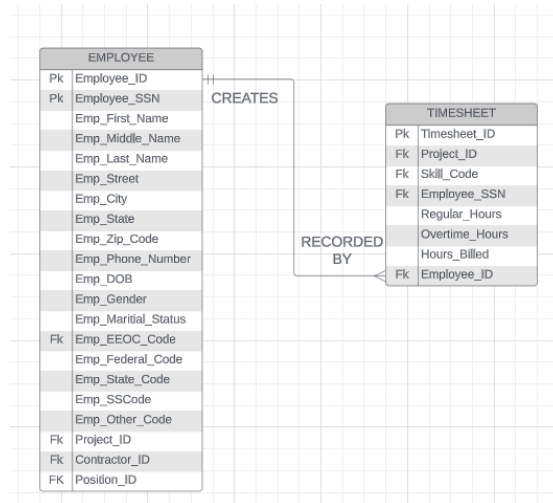 EMPLOYEE
Pk Employee_ID
Pk Employee_SSN
Emp_First_Name
Emp_Middle_Name
Emp_Last_Name
Emp_Street
Emp_City
Emp_State
Emp_Zip_Code
Emp_Phone_Number
Emp_DOB
Emp_Gender
Emp_Maritial_Status
Fk Emp_EEOC_Code
Emp_Federal_Code
Emp_State_Code
Emp_SSCode
Emp_Other_Code
Fk Project_ID
Fk Contractor_ID
FK Position_ID
CREATES
RECORDED
BY
TIMESHEET
Pk Timesheet_ID
Fk Project_ID
Fk Skill_Code
Fk Employee_SSN
Regular_Hours
Overtime_Hours
Hours_Billed
Fk Employee_ID